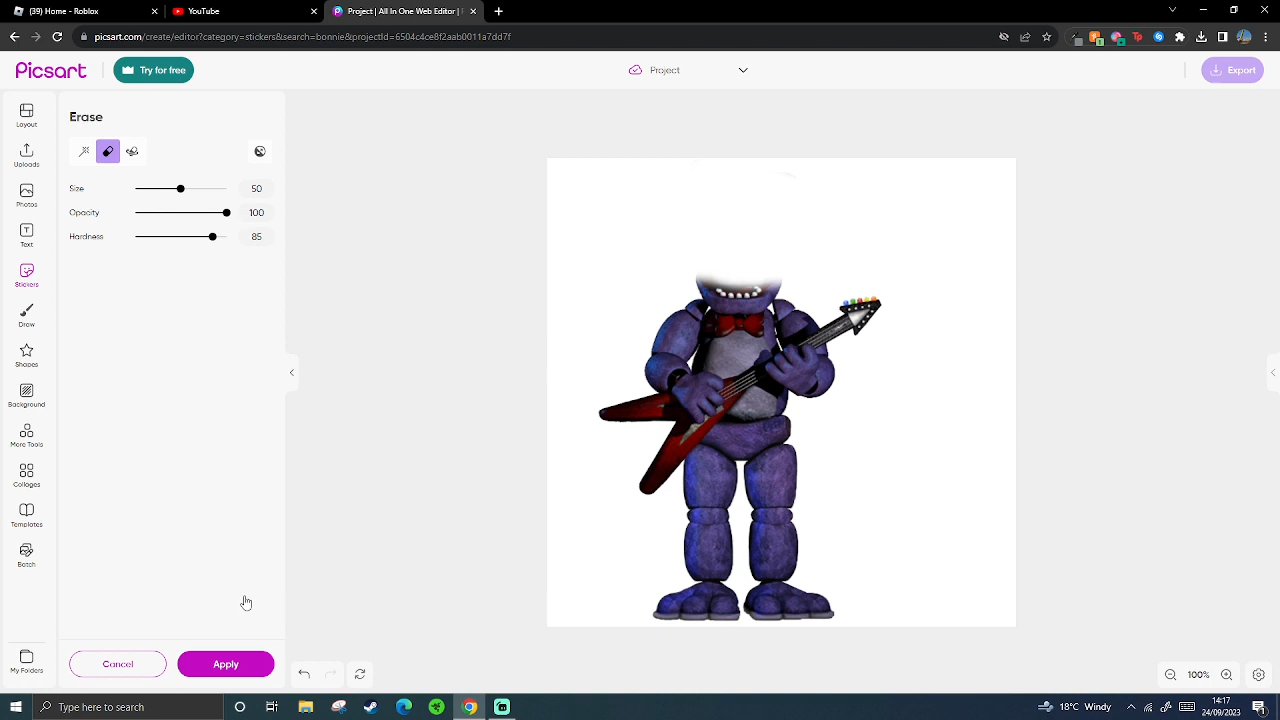 (39) Home - Roblox
YouTube
Project | All In One Web Editor |
picsart.com/create/editor?category=stickers&search=bonnie&projectId=6504c4ce8f2aab0011a7dd7f
Picsart
Try for free
Project
Export
Layout
Uploads
Photos
Text
Stickers
Draw
Shapes
Background
More Tools
Collages
Templates
Batch
My Folders
Erase
Size 50
Opacity 100
Hardness 85
Cancel
Apply
100%
Type here to search
18°C Windy
14:17
24/09/2023